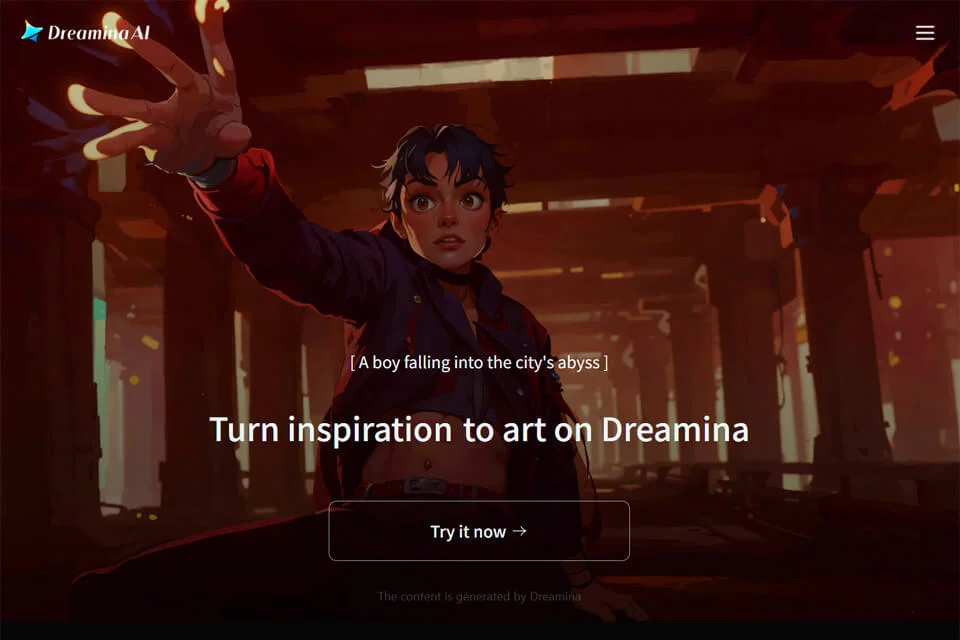 Dreamina AI
[ A boy falling into the city's abyss ]
Turn inspiration to art on Dreamina
Try it now →
The content is generated by Dreamina